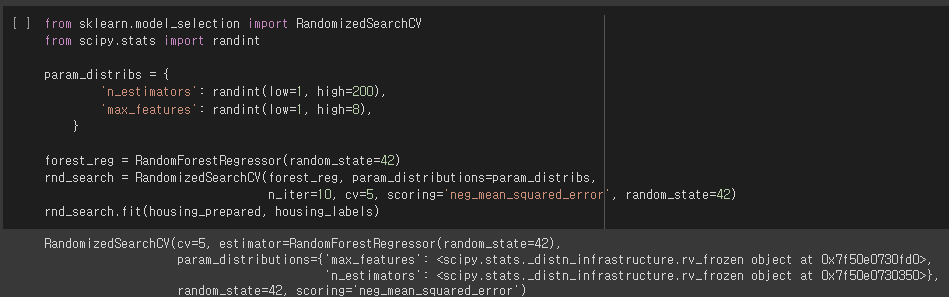 [ ] from sklearn.model_selection import RandomizedSearchCV
from scipy.stats import randint
param_distribs = {
'n_estimators': randint(low=1, high=200),
'max_features': randint(low=1, high=8),
}
forest_reg = RandomForestRegressor(random_state=42)
rnd_search = RandomizedSearchCV(forest_reg, param_distributions=param_distribs,
n_iter=10, cv=5, scoring='neg_mean_squared_error', random_state=42)
rnd_search.fit(housing_prepared, housing_labels)
RandomizedSearchCV(cv=5, estimator=RandomForestRegressor(random_state=42),
param_distributions={'max_features': <scipy.stats._distn_infrastructure.rv_frozen object at 0x7f50e0730fd0>,
'n_estimators': <scipy.stats._distn_infrastructure.rv_frozen object at 0x7f50e0730350>},
random_state=42, scoring='neg_mean_squared_error')